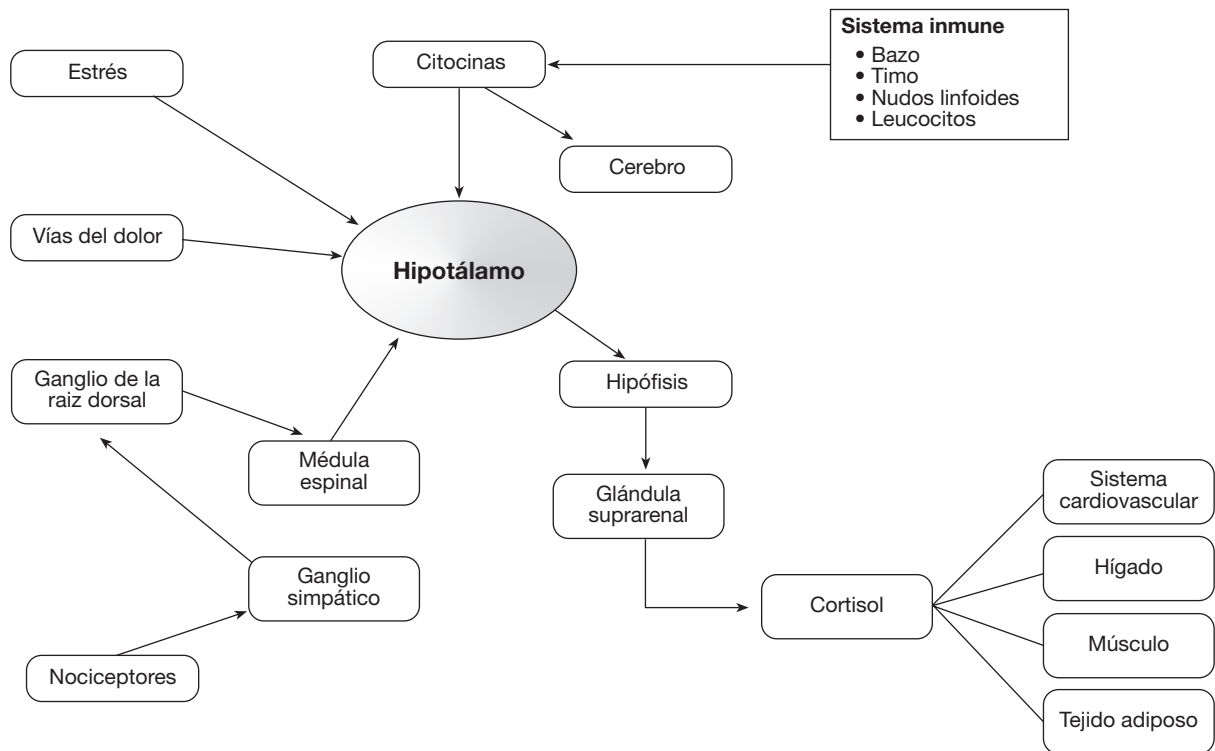 Sistema inmune
• Bazo
• Timo
• Nudos linfoides
• Leucocitos
Citocinas
Estrés
Cerebro
Vías del dolor
Hipotálamo
Ganglio de la
raiz dorsal
Hipófisis
Médula
espinal
Glándula
suprarenal
Sistema
cardiovascular
Ganglio
simpático
Hígado
Cortisol
Músculo
Nociceptores
Tejido adiposo